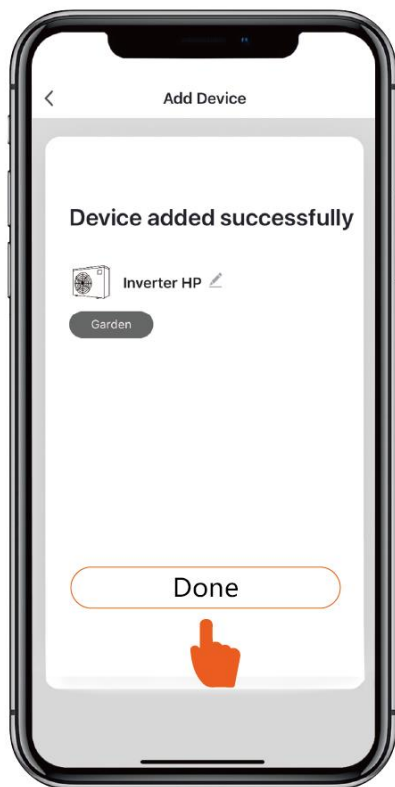 Add Device
Device added successfully
Inverter HP
Garden
Done